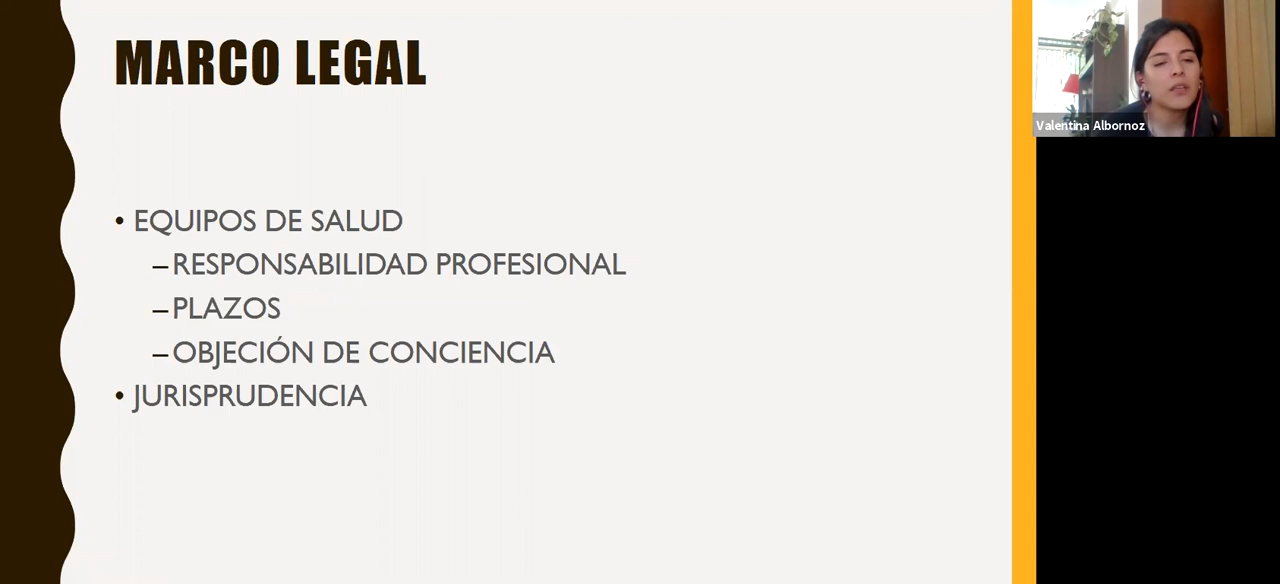 MARCO LEGAL
• EQUIPOS DE SALUD
– RESPONSABILIDAD PROFESIONAL
– PLAZOS
– OBJECIÓN DE CONCIENCIA
• JURISPRUDENCIA
Valentina Albornoz